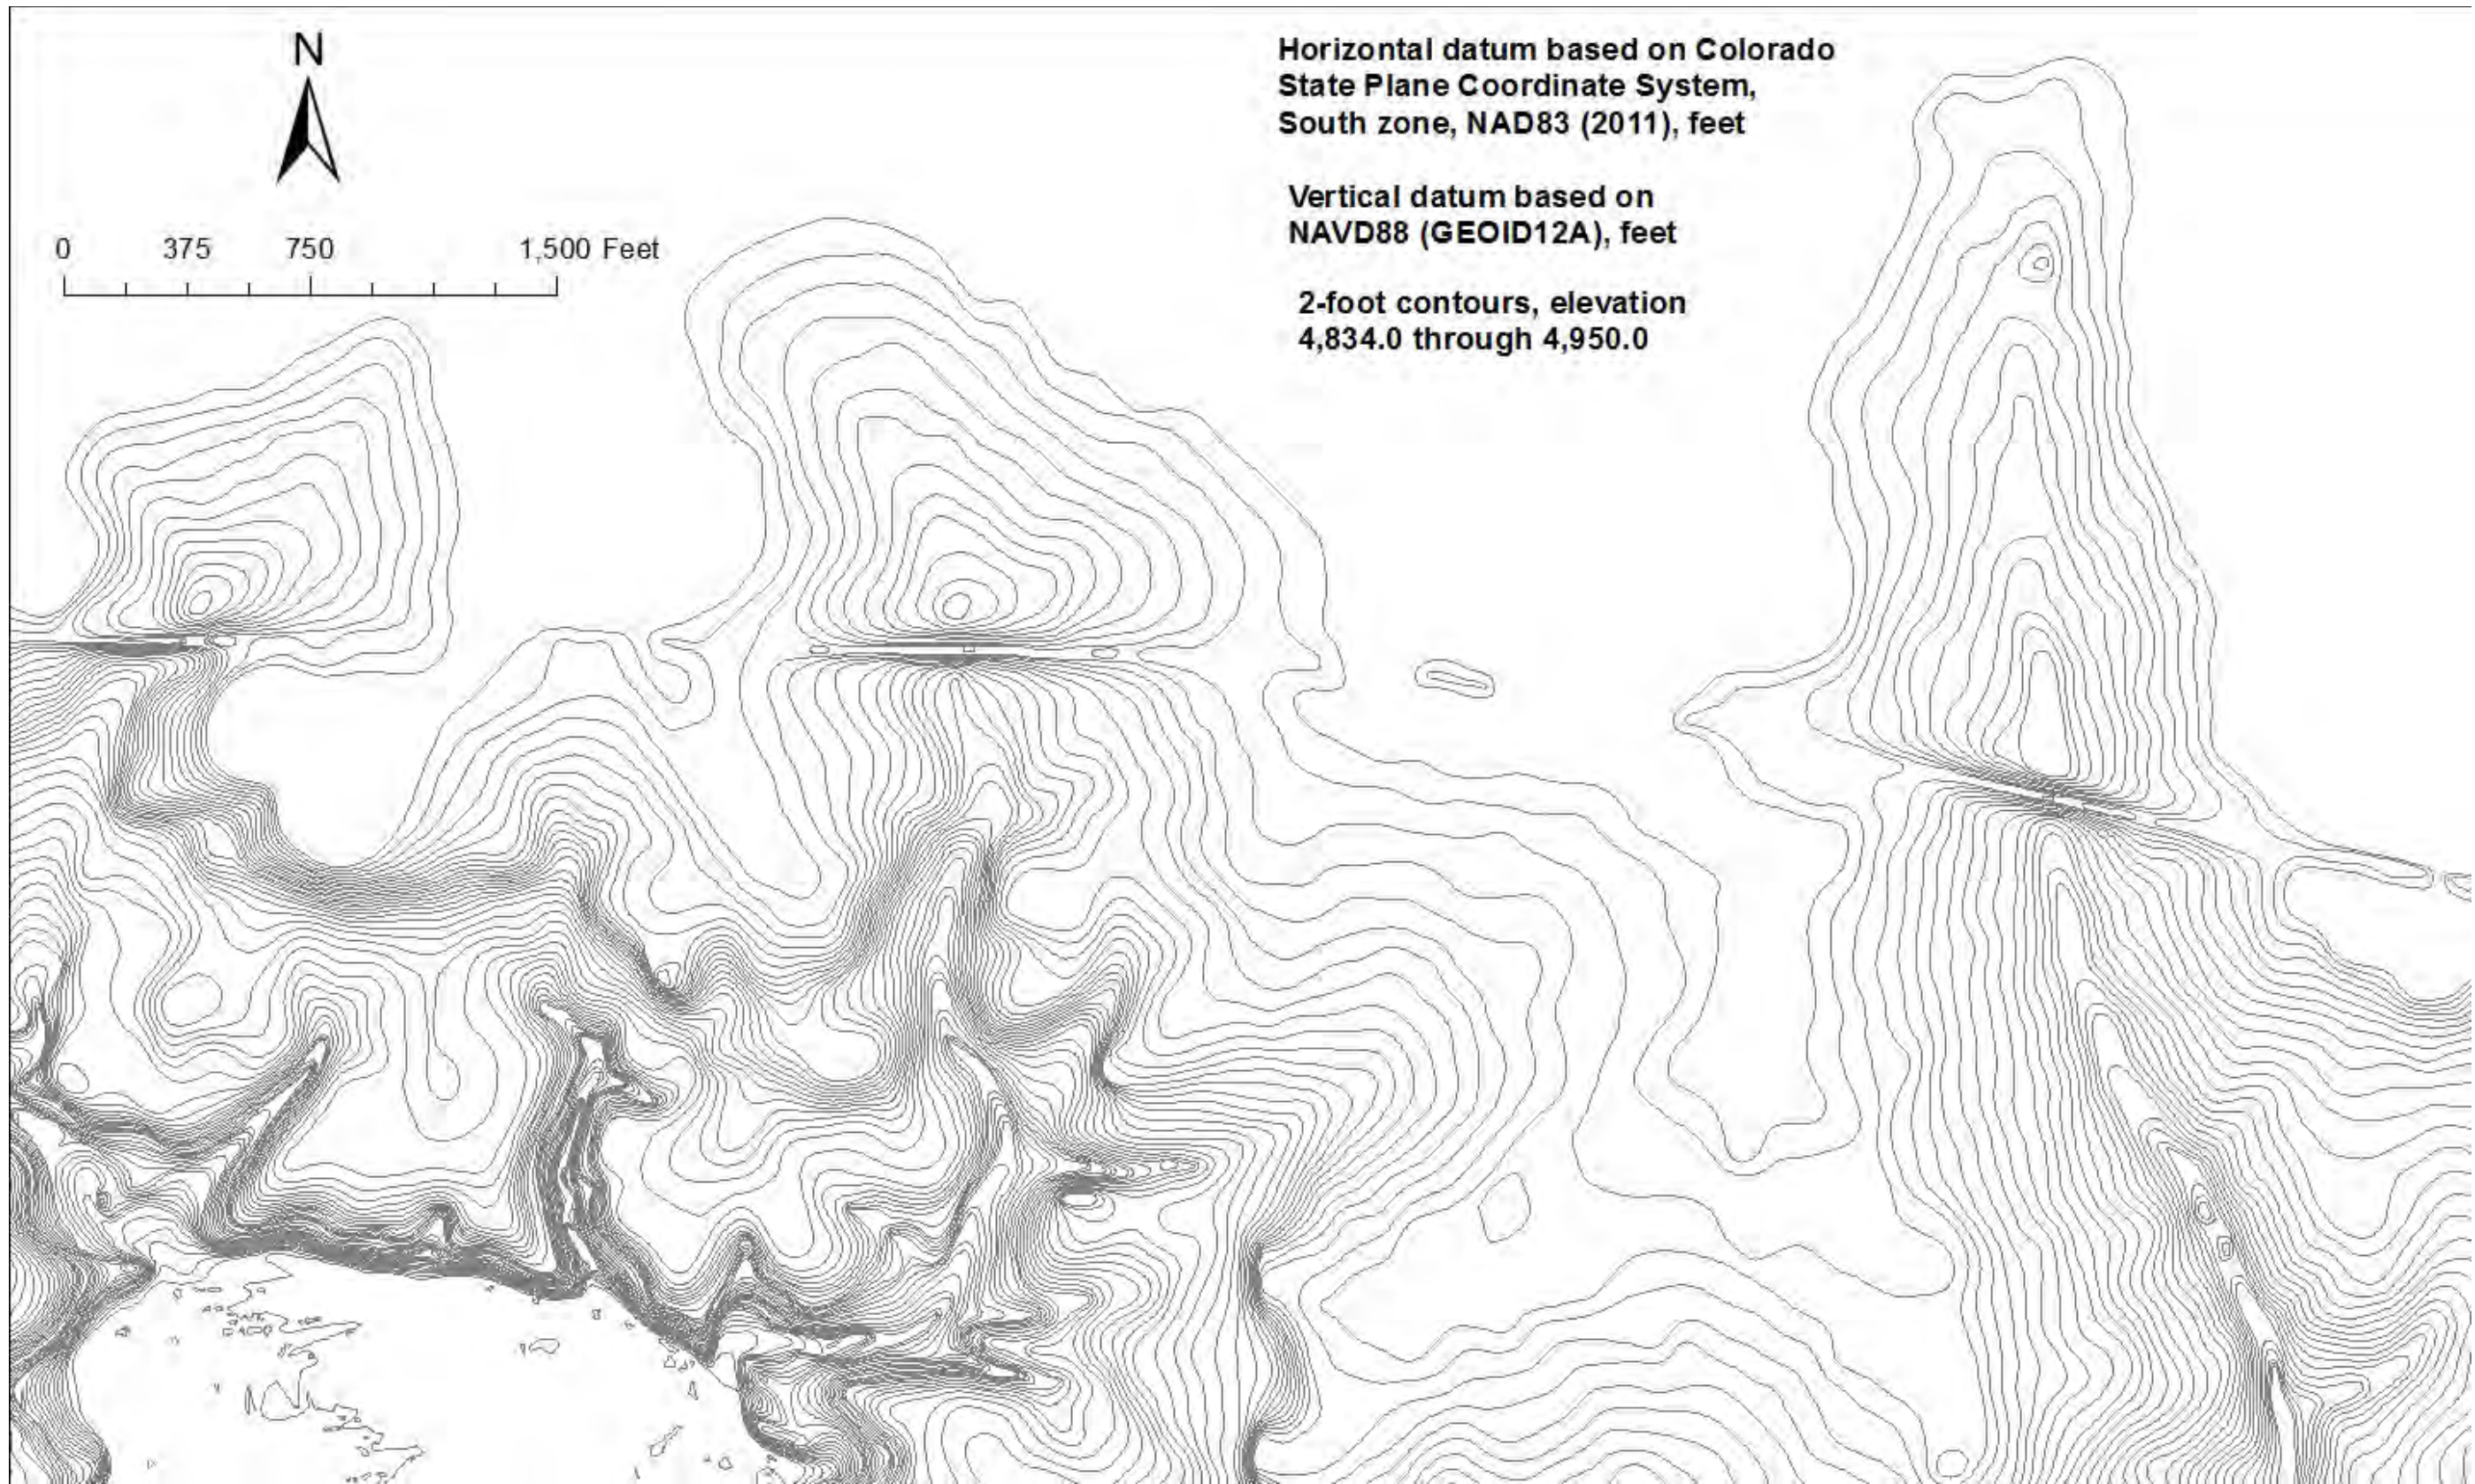 N
0 375 750 1,500 Feet
Horizontal datum based on Colorado
State Plane Coordinate System,
South zone, NAD83 (2011), feet
Vertical datum based on
NAVD88 (GEOID12A), feet
2-foot contours, elevation
4,834.0 through 4,950.0